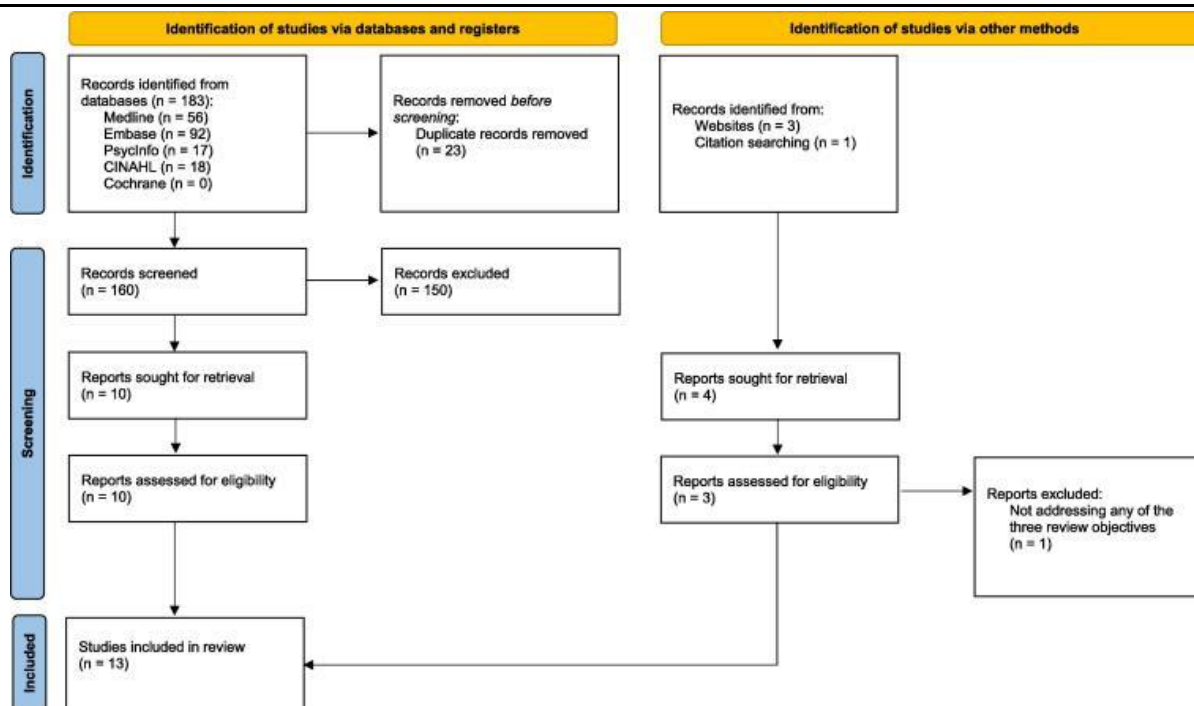 Identification of studies via databases and registers
Identification of studies via other methods
Identification
Records identified from
databases (n = 183):
Medline (n = 56)
Embase (n = 92)
PsycInfo (n = 17)
CINAHL (n = 18)
Cochrane (n = 0)
Records removed before
screening:
Duplicate records removed
(n = 23)
Records identified from:
Websites (n = 3)
Citation searching (n = 1)
Screening
Records screened
(n = 160)
Records excluded
(n = 150)
Reports sought for retrieval
(n = 10)
Reports sought for retrieval
(n = 4)
Reports assessed for eligibility
(n = 10)
Reports assessed for eligibility
(n = 3)
Reports excluded:
Not addressing any of the
three review objectives
(n = 1)
Included
Studies included in review
(n = 13)